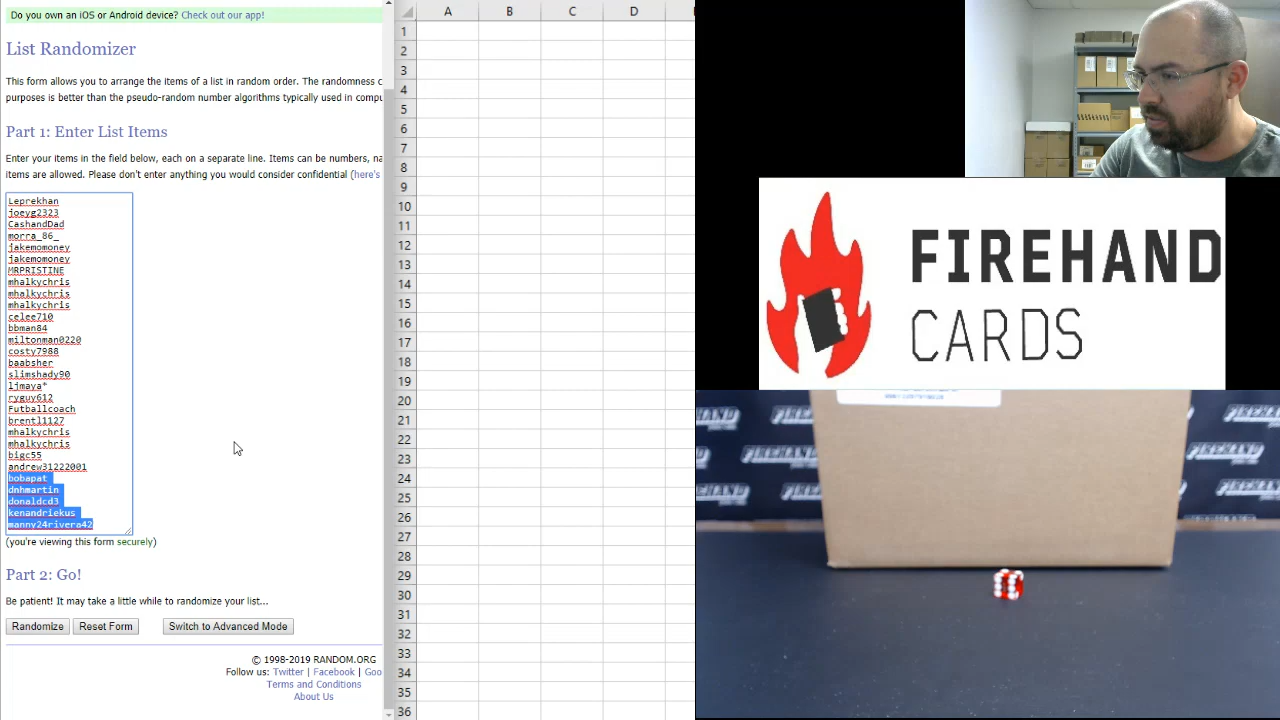 Do you own an iOS or Android device? Check out our app!
List Randomizer
This form allows you to arrange the items of a list in random order. The randomness c
purposes is better than the pseudo-random number algorithms typically used in compu
Part 1: Enter List Items
Enter your items in the field below, each on a separate line. Items can be numbers, na
items are allowed. Please don't enter anything you would consider confidential (here's
Leprekhan
joeyg2323
CashandDad
morra_86_
jakemomoney
jakemomoney
MRPRISTINE
mhalkychris
mhalkychris
mhalkychris
celee710
bbman84
miltonman0220
costy7988
baabsher
slimshady90
ljmaya*
ryguy612
Futballcoach
brentl1127
mhalkychris
mhalkychris
bigc55
andrew31222001
bobapat
dnhmartin
donaldcd3
kenandriekus
manny24rivera42
(you're viewing this form securely)
Part 2: Go!
Be patient! It may take a little while to randomize your list...
Randomize
Reset Form
Switch to Advanced Mode
© 1998-2019 RANDOM.ORG
Follow us: Twitter | Facebook | Goo
Terms and Conditions
About Us
A B C D
1
2
3
4
5
6
7
8
9
10
11
12
13
14
15
16
17
18
19
20
21
22
23
24
25
26
27
28
29
30
31
32
33
34
35
36
FIREHAND
CARDS